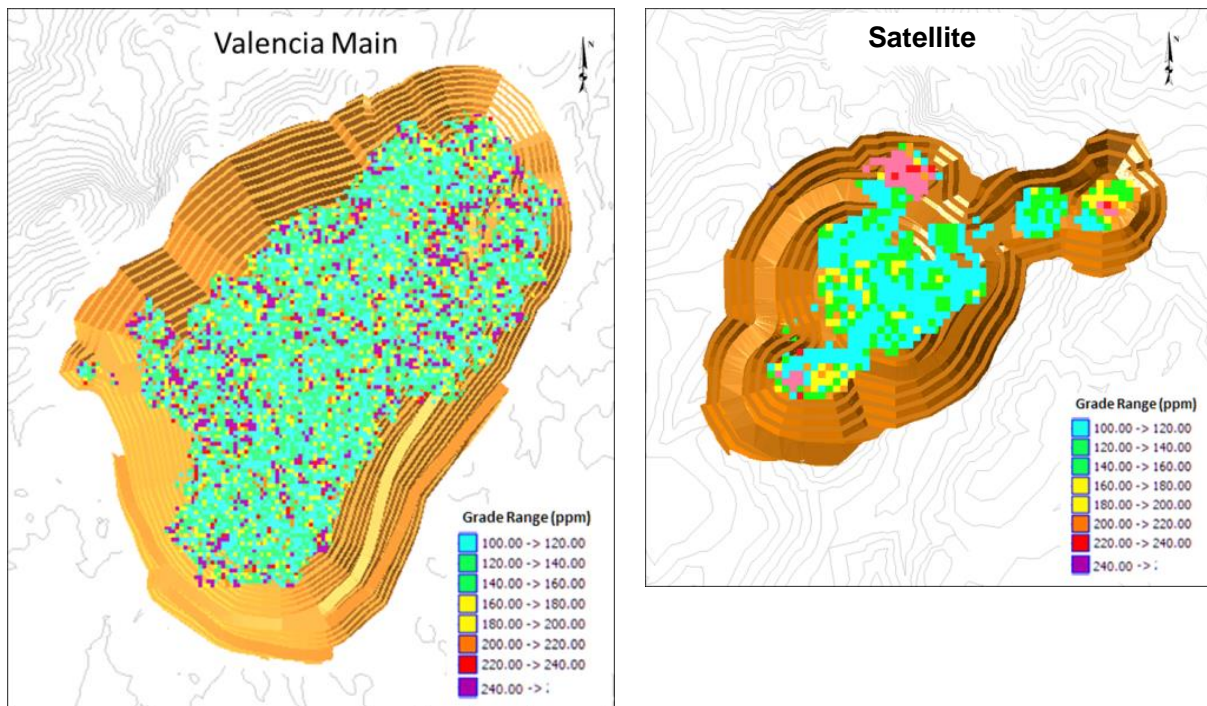 Valencia Main
N
Grade Range (ppm)
100.00 -> 120.00
120.00 -> 140.00
140.00 -> 160.00
160.00 -> 180.00
180.00 -> 200.00
200.00 -> 220.00
220.00 -> 240.00
240.00 -> :
Satellite
N
Grade Range (ppm)
100.00 -> 120.00
120.00 -> 140.00
140.00 -> 160.00
160.00 -> 180.00
180.00 -> 200.00
200.00 -> 220.00
220.00 -> 240.00
240.00 -> :